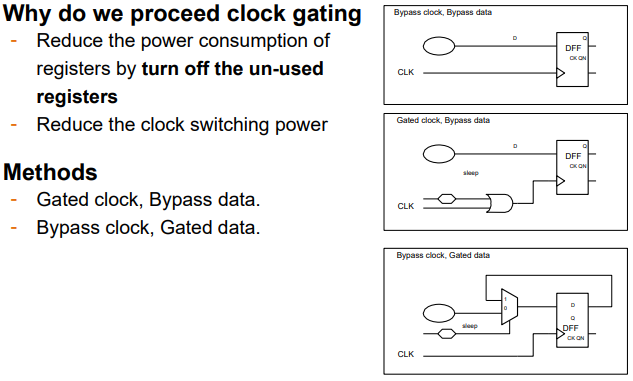 Why do we proceed clock gating
- Reduce the power consumption of
registers by turn off the un-used
registers
- Reduce the clock switching power
Methods
- Gated clock, Bypass data.
- Bypass clock, Gated data.
Bypass clock, Bypass data
D
Q
DFF
CK QN
CLK
Gated clock, Bypass data
D
Q
DFF
CK QN
sleep
CLK
Bypass clock, Gated data
1
0
D
Q
DFF
CK QN
sleep
CLK